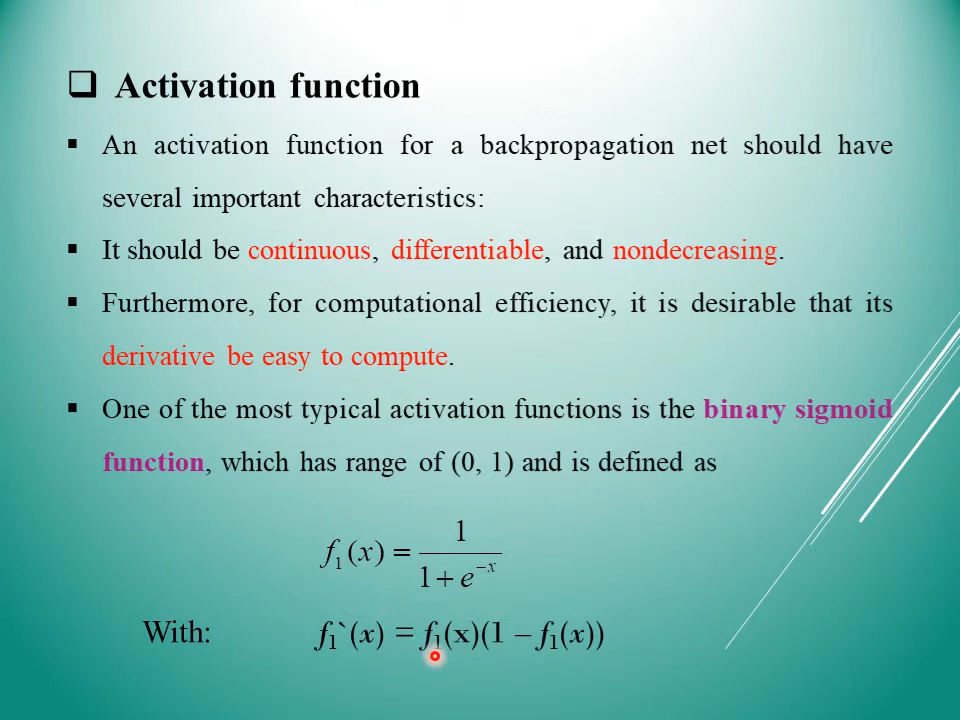 ❑ Activation function
▪ An activation function for a backpropagation net should have
several important characteristics:
▪ It should be continuous, differentiable, and nondecreasing.
▪ Furthermore, for computational efficiency, it is desirable that its
derivative be easy to compute.
▪ One of the most typical activation functions is the binary sigmoid
function, which has range of (0, 1) and is defined as
f₁(x) = 1 / (1 + e⁻ˣ)
With: f₁`(x) = f₁(x)(1 – f₁(x))